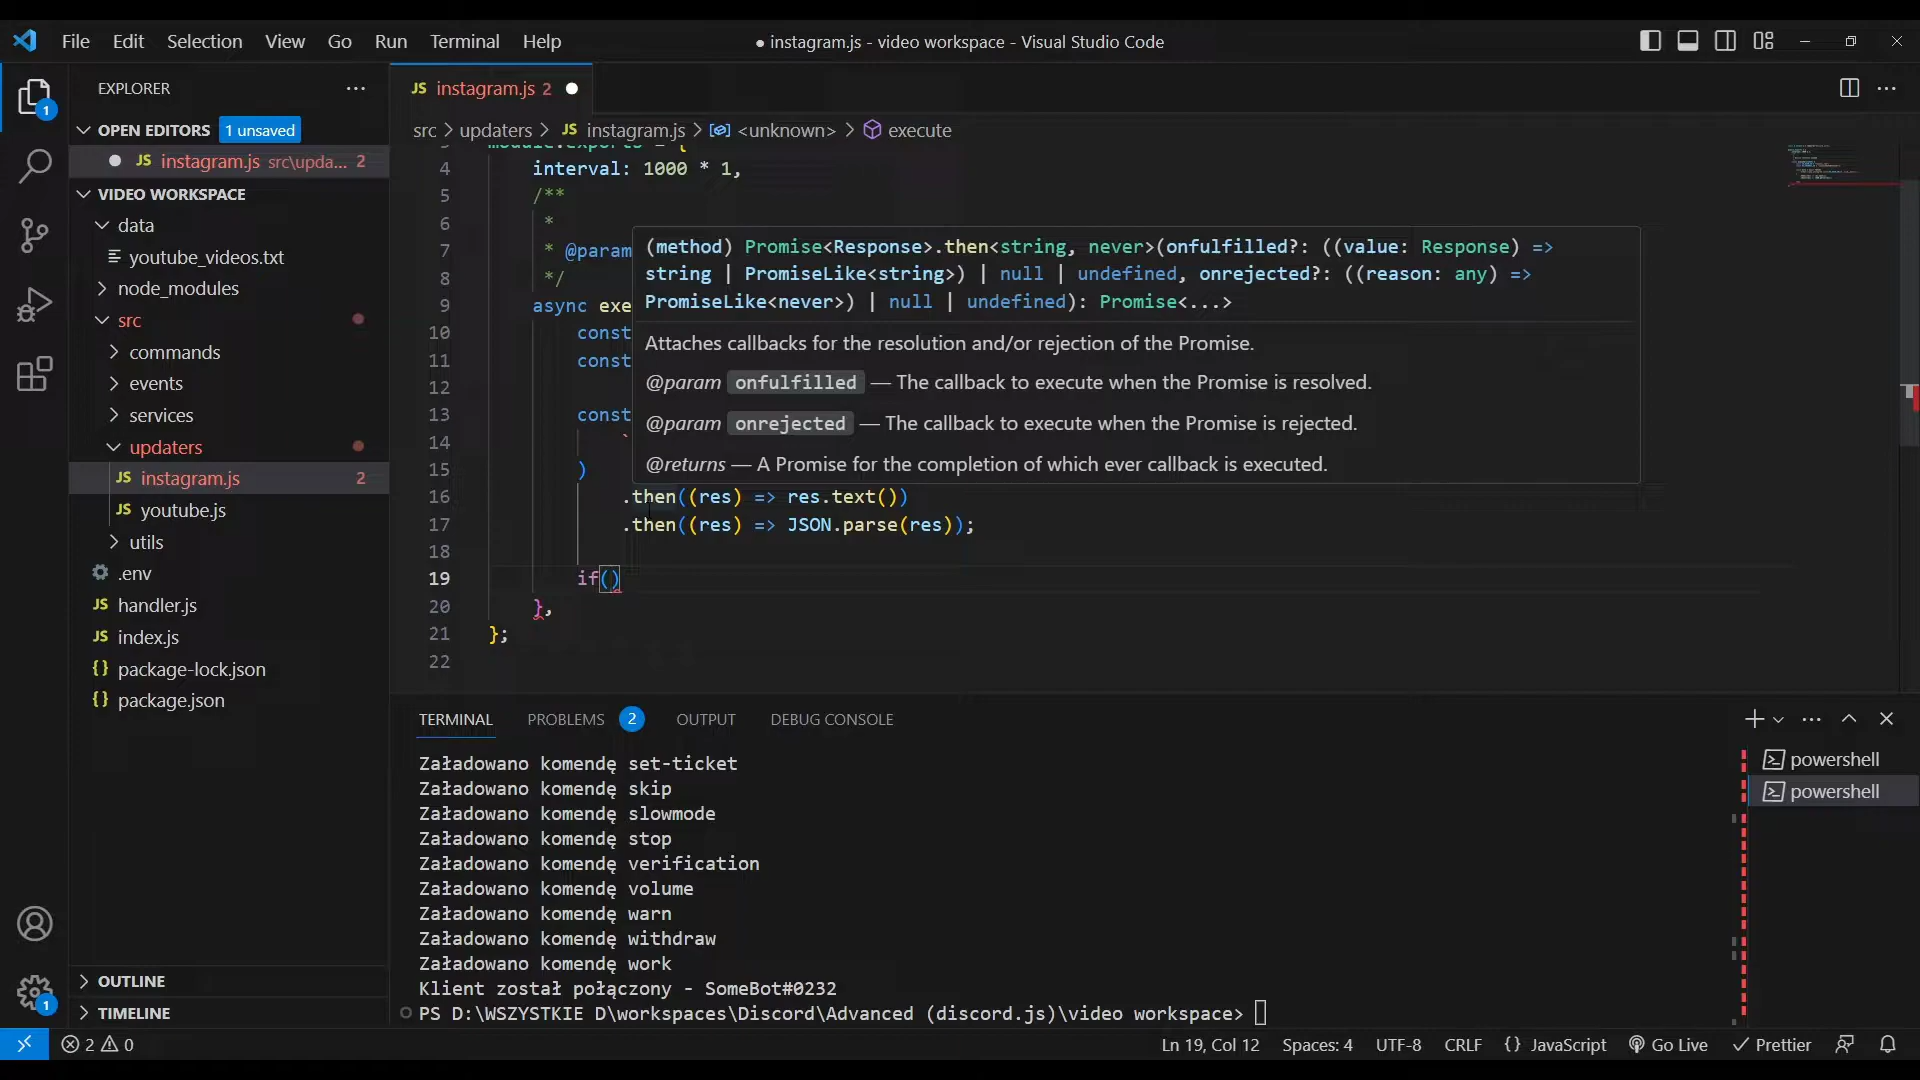 File Edit Selection View Go Run Terminal Help
● instagram.js - video workspace - Visual Studio Code
EXPLORER
OPEN EDITORS 1 unsaved
JS instagram.js src\upda... 2
VIDEO WORKSPACE
data
youtube_videos.txt
node_modules
src
commands
events
services
updaters
JS instagram.js 2
JS youtube.js
utils
.env
JS handler.js
JS index.js
{} package-lock.json
{} package.json
OUTLINE
TIMELINE
1
1
JS instagram.js 2
src > updaters > JS instagram.js > <unknown> > execute
module.exports = {
4 interval: 1000 * 1,
5 /**
6 *
7 * @param
8 */
9 async exe
10 const
11 const
12
13 const
14 `
15 )
16 .then((res) => res.text())
17 .then((res) => JSON.parse(res));
18
19 if()
20 },
21 };
22
(method) Promise<Response>.then<string, never>(onfulfilled?: ((value: Response) =>
string | PromiseLike<string>) | null | undefined, onrejected?: ((reason: any) =>
PromiseLike<never>) | null | undefined): Promise<...>
Attaches callbacks for the resolution and/or rejection of the Promise.
@param onfulfilled — The callback to execute when the Promise is resolved.
@param onrejected — The callback to execute when the Promise is rejected.
@returns — A Promise for the completion of which ever callback is executed.
TERMINAL PROBLEMS 2 OUTPUT DEBUG CONSOLE
Załadowano komendę set-ticket
Załadowano komendę skip
Załadowano komendę slowmode
Załadowano komendę stop
Załadowano komendę verification
Załadowano komendę volume
Załadowano komendę warn
Załadowano komendę withdraw
Załadowano komendę work
Klient został połączony - SomeBot#0232
PS D:\WSZYSTKIE D\workspaces\Discord\Advanced (discord.js)\video workspace>
powershell
powershell
2 0
Ln 19, Col 12 Spaces: 4 UTF-8 CRLF {} JavaScript Go Live Prettier